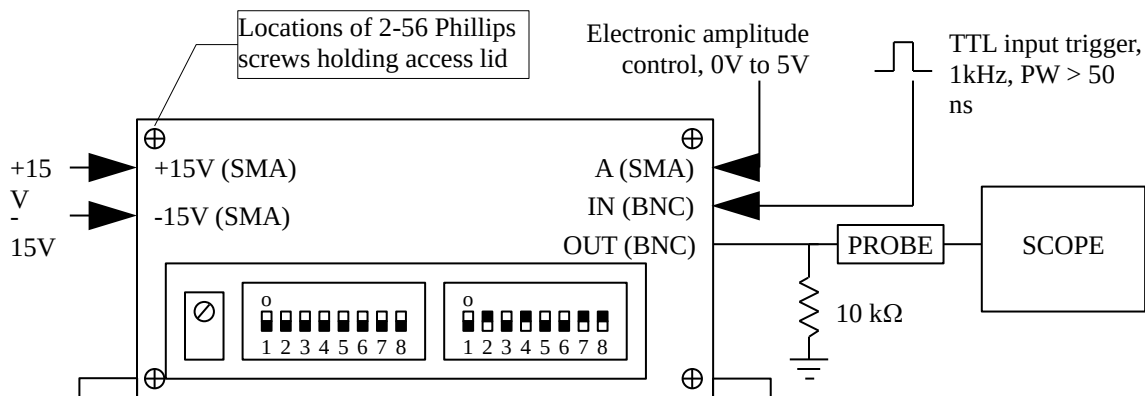 Locations of 2-56 Phillips
screws holding access lid
Electronic amplitude
control, 0V to 5V
TTL input trigger,
1kHz, PW > 50
ns
+15
V
-
15V
+15V (SMA)
-15V (SMA)
A (SMA)
IN (BNC)
OUT (BNC)
PROBE
SCOPE
10 kΩ
o
1 2 3 4 5 6 7 8
o
1 2 3 4 5 6 7 8